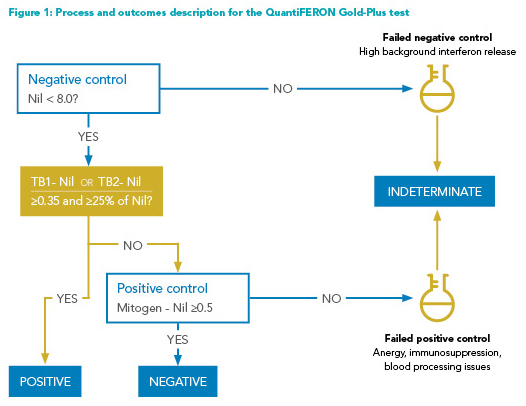 Figure 1: Process and outcomes description for the QuantiFERON Gold-Plus test
Failed negative control
High background interferon release
Negative control
Nil < 8.0?
NO
YES
TB1- Nil OR TB2- Nil
≥0.35 and ≥25% of Nil?
INDETERMINATE
NO
Positive control
Mitogen - Nil ≥0.5
YES
NO
YES
Failed positive control
Anergy, immunosuppression,
blood processing issues
POSITIVE
NEGATIVE